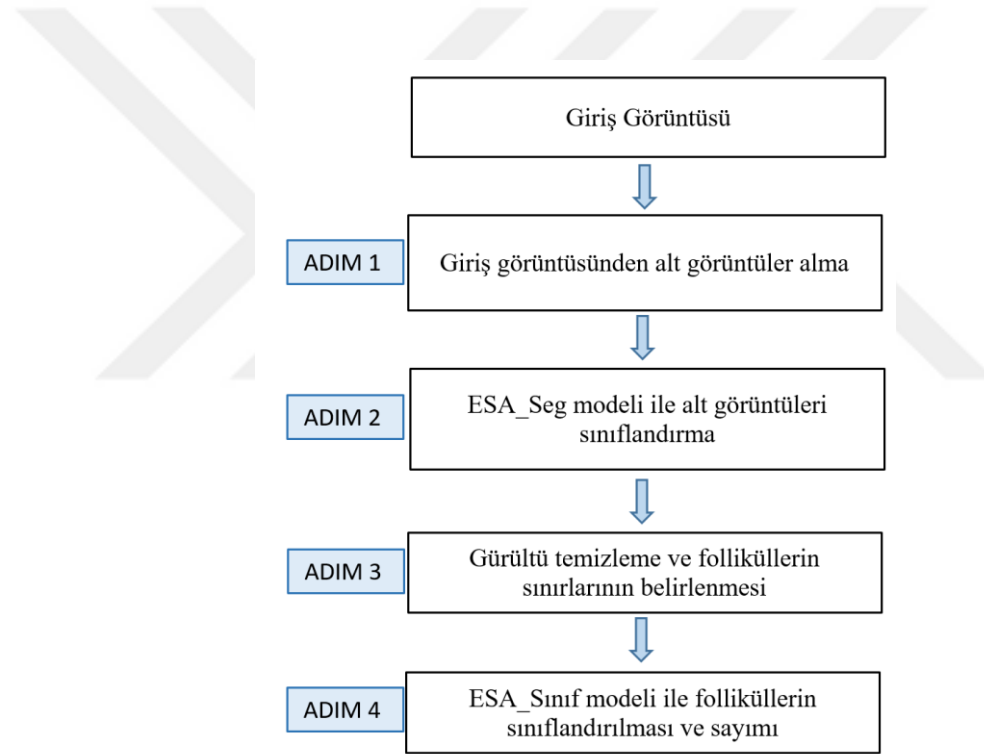 Giriş Görüntüsü
ADIM 1
Giriş görüntüsünden alt görüntüler alma
ADIM 2
ESA_Seg modeli ile alt görüntüleri
sınıflandırma
ADIM 3
Gürültü temizleme ve folliküllerin
sınırlarının belirlenmesi
ADIM 4
ESA_Sınıf modeli ile folliküllerin
sınıflandırılması ve sayımı